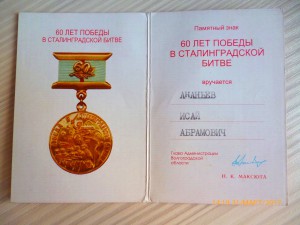 60 ЛЕТ ПОБЕДЫ
В СТАЛИНГРАДСКОЙ
БИТВЕ
Памятный знак
60 ЛЕТ ПОБЕДЫ
В СТАЛИНГРАДСКОЙ
БИТВЕ
вручается
АНАНЬЕВ
ИСАЙ
АБРАМОВИЧ
Глава Администрации
Волгоградской
области
Н. К. МАКСЮТА